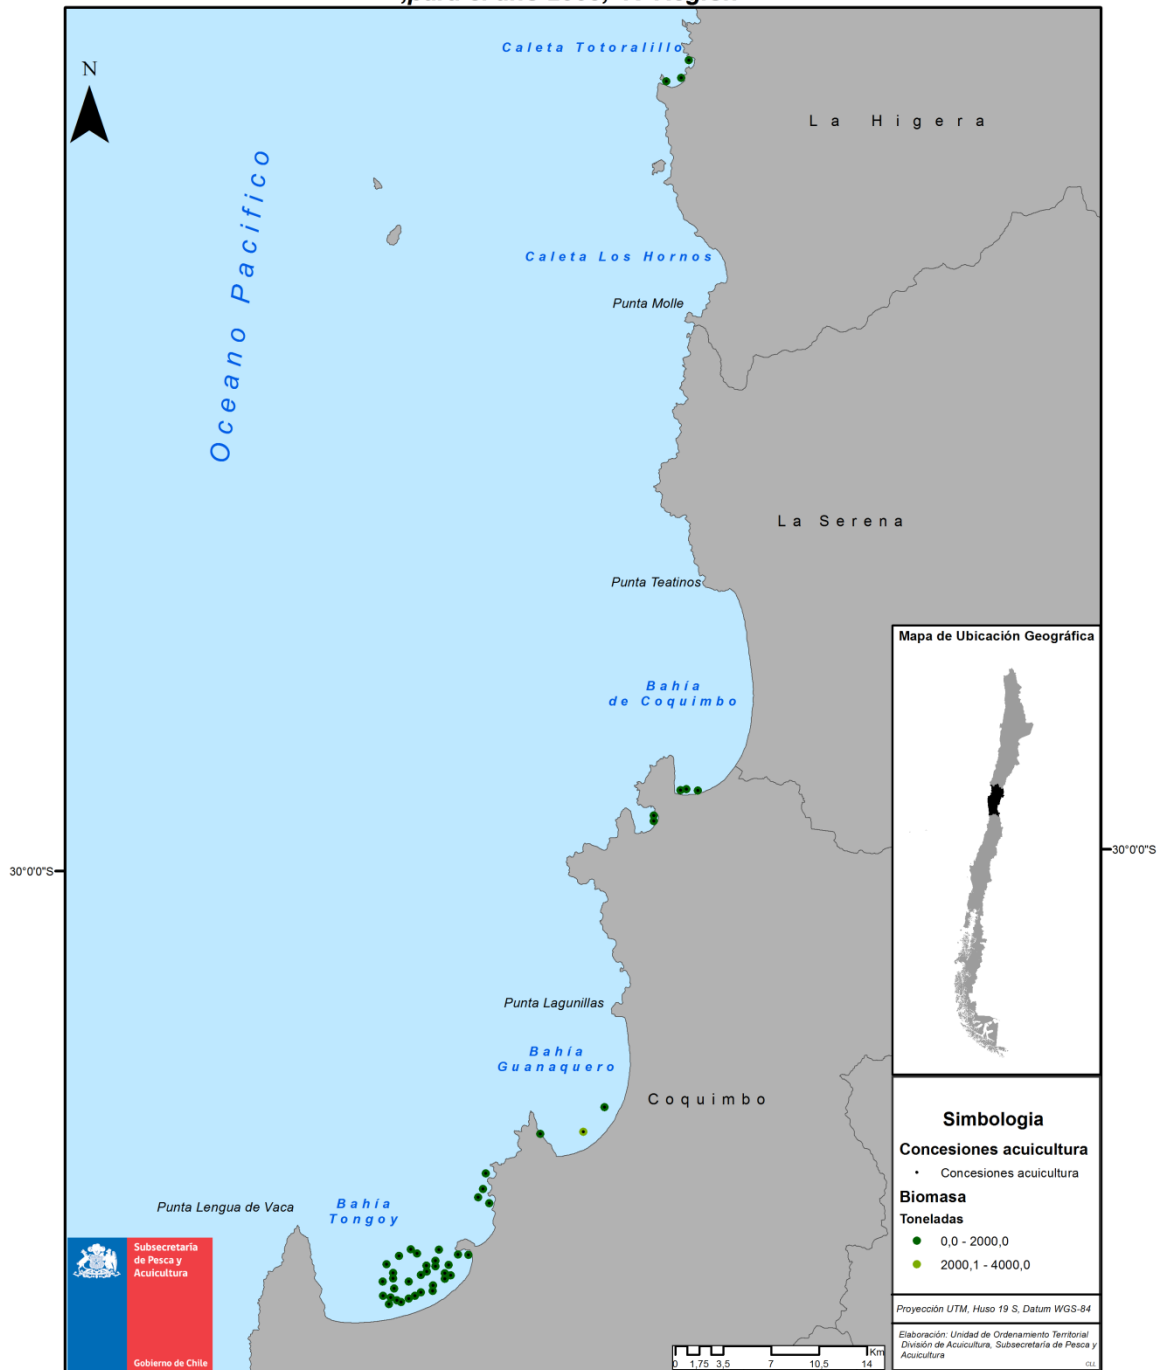 Caleta Totoralillo
N
La Higera
Oceano Pacifico
Caleta Los Hornos
Punta Molle
La Serena
Punta Teatinos
Mapa de Ubicación Geográfica
Bahía
de Coquimbo
30°0'0"S
30°0'0"S
Punta Lagunillas
Bahía
Guanaquero
Coquimbo
Simbologia
Concesiones acuicultura
Concesiones acuicultura
Biomasa
Toneladas
0,0 - 2000,0
2000,1 - 4000,0
Punta Lengua de Vaca
Bahía
Tongoy
Subsecretaría
de Pesca y
Acuicultura
Gobierno de Chile
Proyección UTM, Huso 19 S, Datum WGS-84
Elaboración: Unidad de Ordenamiento Territorial
División de Acuicultura, Subsecretaría de Pesca y
Acuicultura
CLL
Km
0 1,75 3,5 7 10,5 14